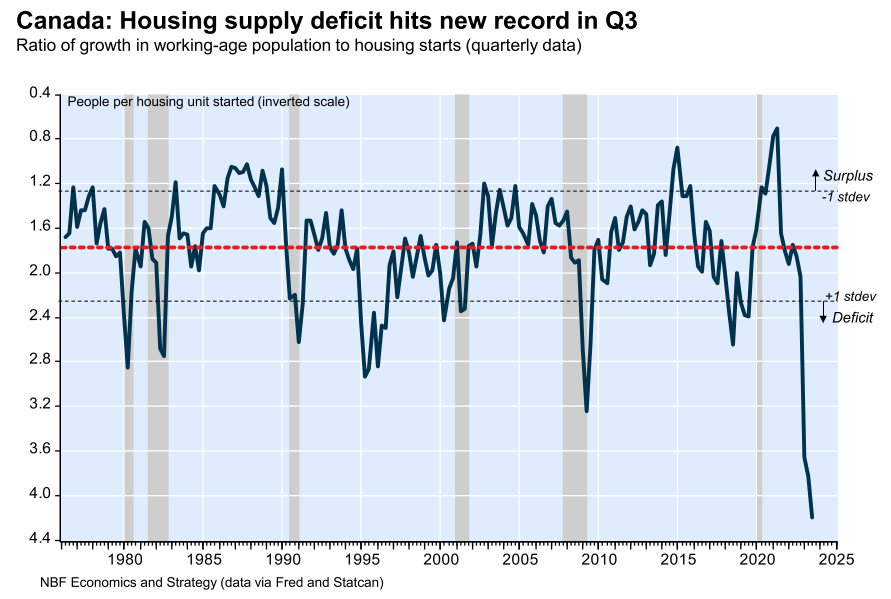 Canada: Housing supply deficit hits new record in Q3
Ratio of growth in working-age population to housing starts (quarterly data)
People per housing unit started (inverted scale)
0.4
0.8
1.2
1.6
2.0
2.4
2.8
3.2
3.6
4.0
4.4
Surplus
-1 stdev
+1 stdev
Deficit
1980 1985 1990 1995 2000 2005 2010 2015 2020 2025
NBF Economics and Strategy (data via Fred and Statcan)